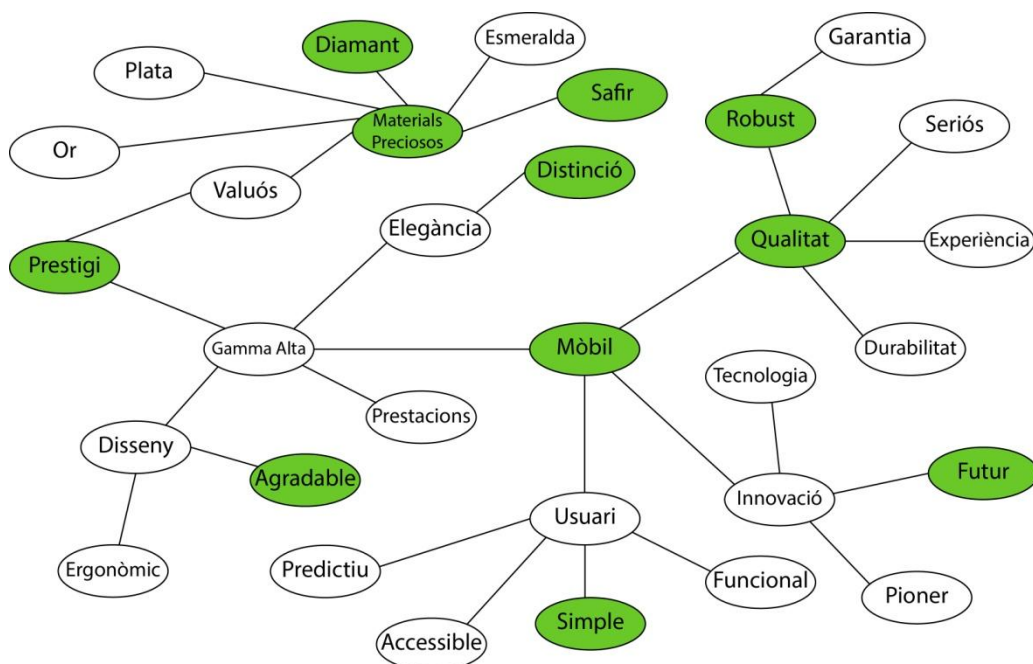 Diamant
Esmeralda
Garantia
Plata
Safir
Materials
Preciosos
Robust
Seriós
Or
Valuós
Distinció
Elegància
Qualitat
Experiència
Prestigi
Gamma Alta
Mòbil
Durabilitat
Tecnologia
Prestacions
Disseny
Agradable
Futur
Innovació
Usuari
Ergonòmic
Predictiu
Funcional
Pioner
Simple
Accessible